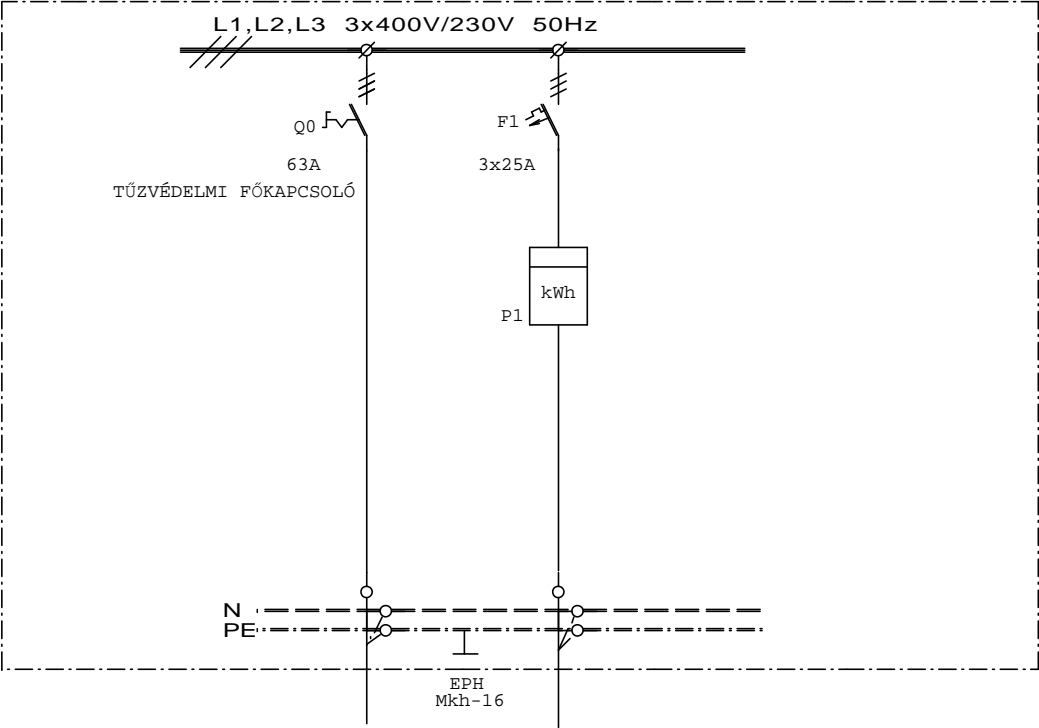 L1,L2,L3 3x400V/230V 50Hz
Q0
F1
63A
3x25A
TŰZVÉDELMI FŐKAPCSOLÓ
kWh
P1
N
PE
EPH
Mkh-16